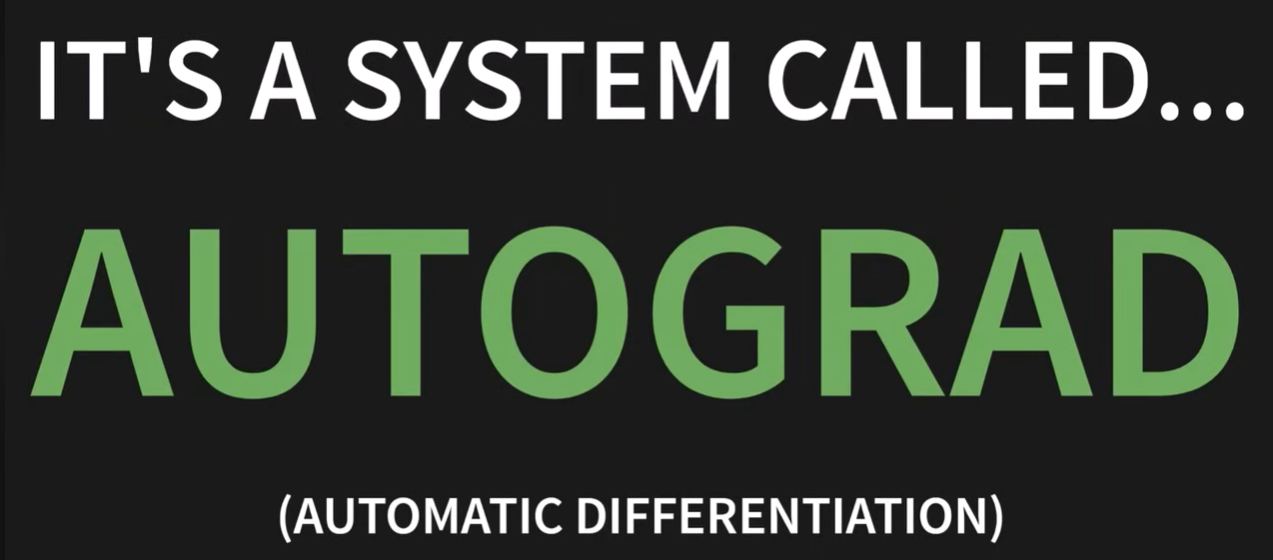 IT'S A SYSTEM CALLED...
AUTOGRAD
(AUTOMATIC DIFFERENTIATION)